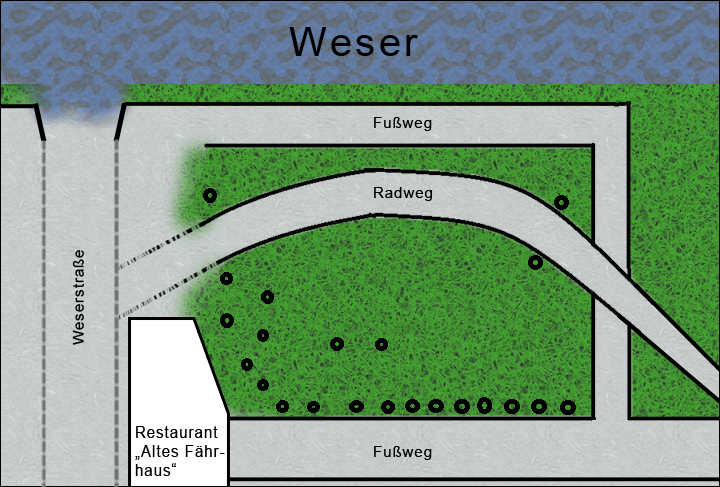 Weser
Fußweg
Radweg
Weserstraße
Restaurant
„Altes Fähr-
haus“
Fußweg